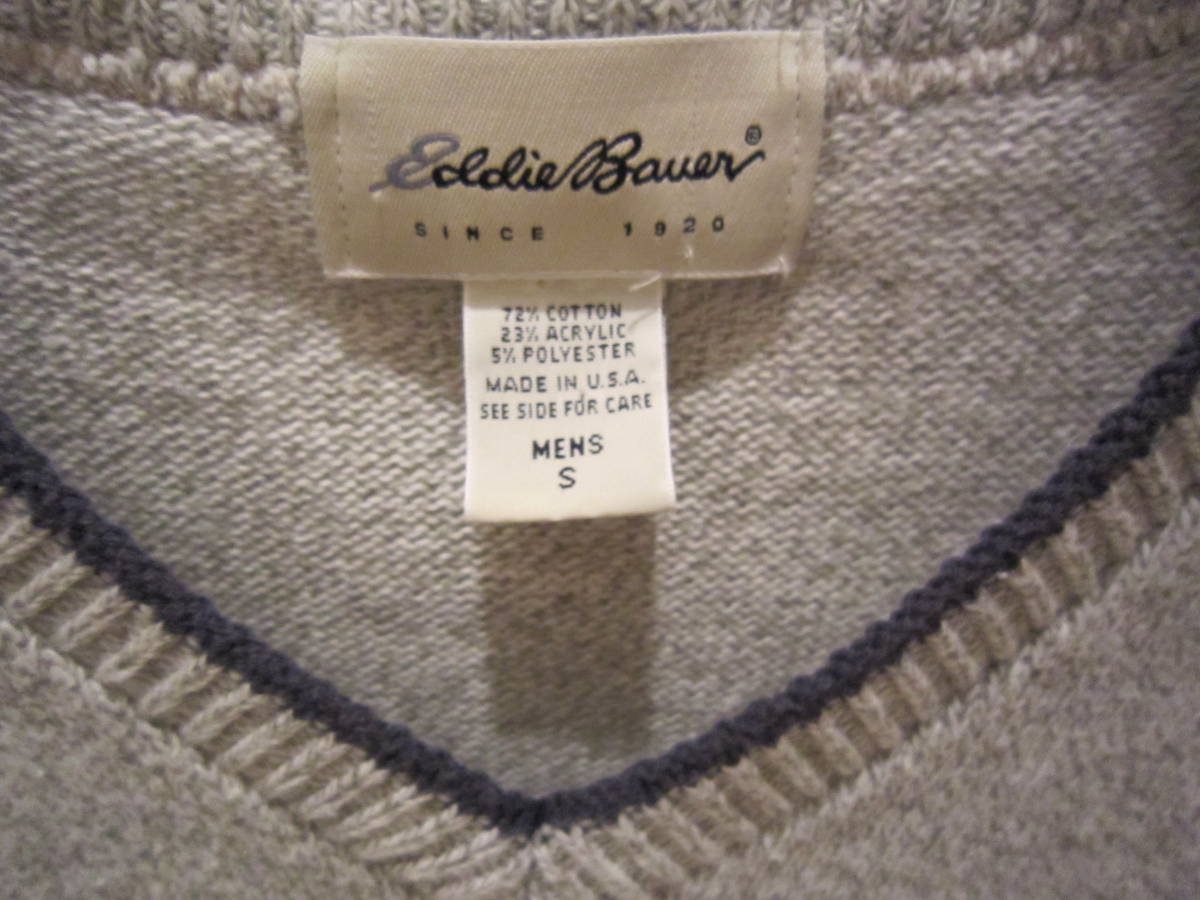 Eddie Bauer®
SINCE 1920
72% COTTON
23% ACRYLIC
5% POLYESTER
MADE IN U.S.A.
SEE SIDE FOR CARE
MENS
S